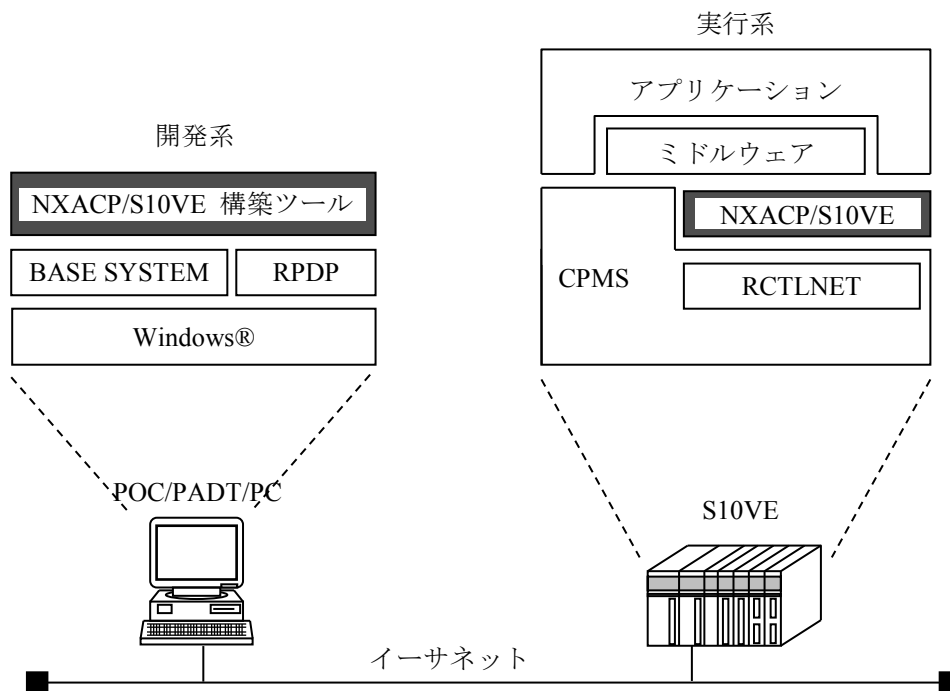 実行系
アプリケーション
ミドルウェア
NXACP/S10VE
CPMS
RCTLNET
開発系
NXACP/S10VE 構築ツール
BASE SYSTEM
RPDP
Windows®
POC/PADT/PC
S10VE
イーサネット